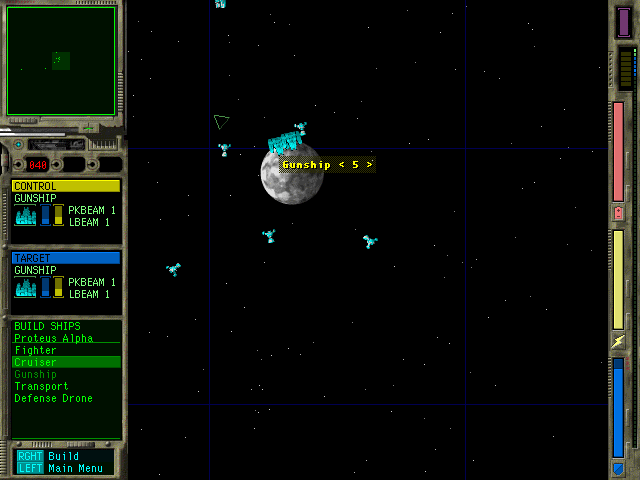 040
CONTROL
GUNSHIP
PKBEAM 1
LBEAM 1
TARGET
GUNSHIP
PKBEAM 1
LBEAM 1
BUILD SHIPS
Proteus Alpha
Fighter
Cruiser
Gunship
Transport
Defense Drone
RGHT Build
LEFT Main Menu
Gunship < 5 >